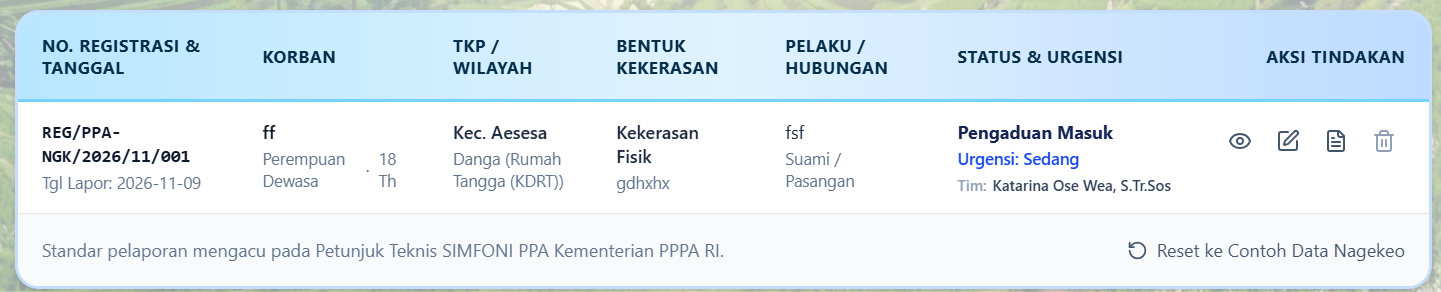 NO. REGISTRASI &
TANGGAL
KORBAN
TKP /
WILAYAH
BENTUK
KEKERASAN
PELAKU /
HUBUNGAN
STATUS & URGENSI
AKSI TINDAKAN
REG/PPA-
NGK/2026/11/001
Tgl Lapor: 2026-11-09
ff
Perempuan
Dewasa
·
18
Th
Kec. Aesesa
Danga (Rumah
Tangga (KDRT))
Kekerasan
Fisik
gdhxhx
fsf
Suami /
Pasangan
Pengaduan Masuk
Urgensi: Sedang
Tim: Katarina Ose Wea, S.Tr.Sos
Standar pelaporan mengacu pada Petunjuk Teknis SIMFONI PPA Kementerian PPPA RI.
Reset ke Contoh Data Nagekeo